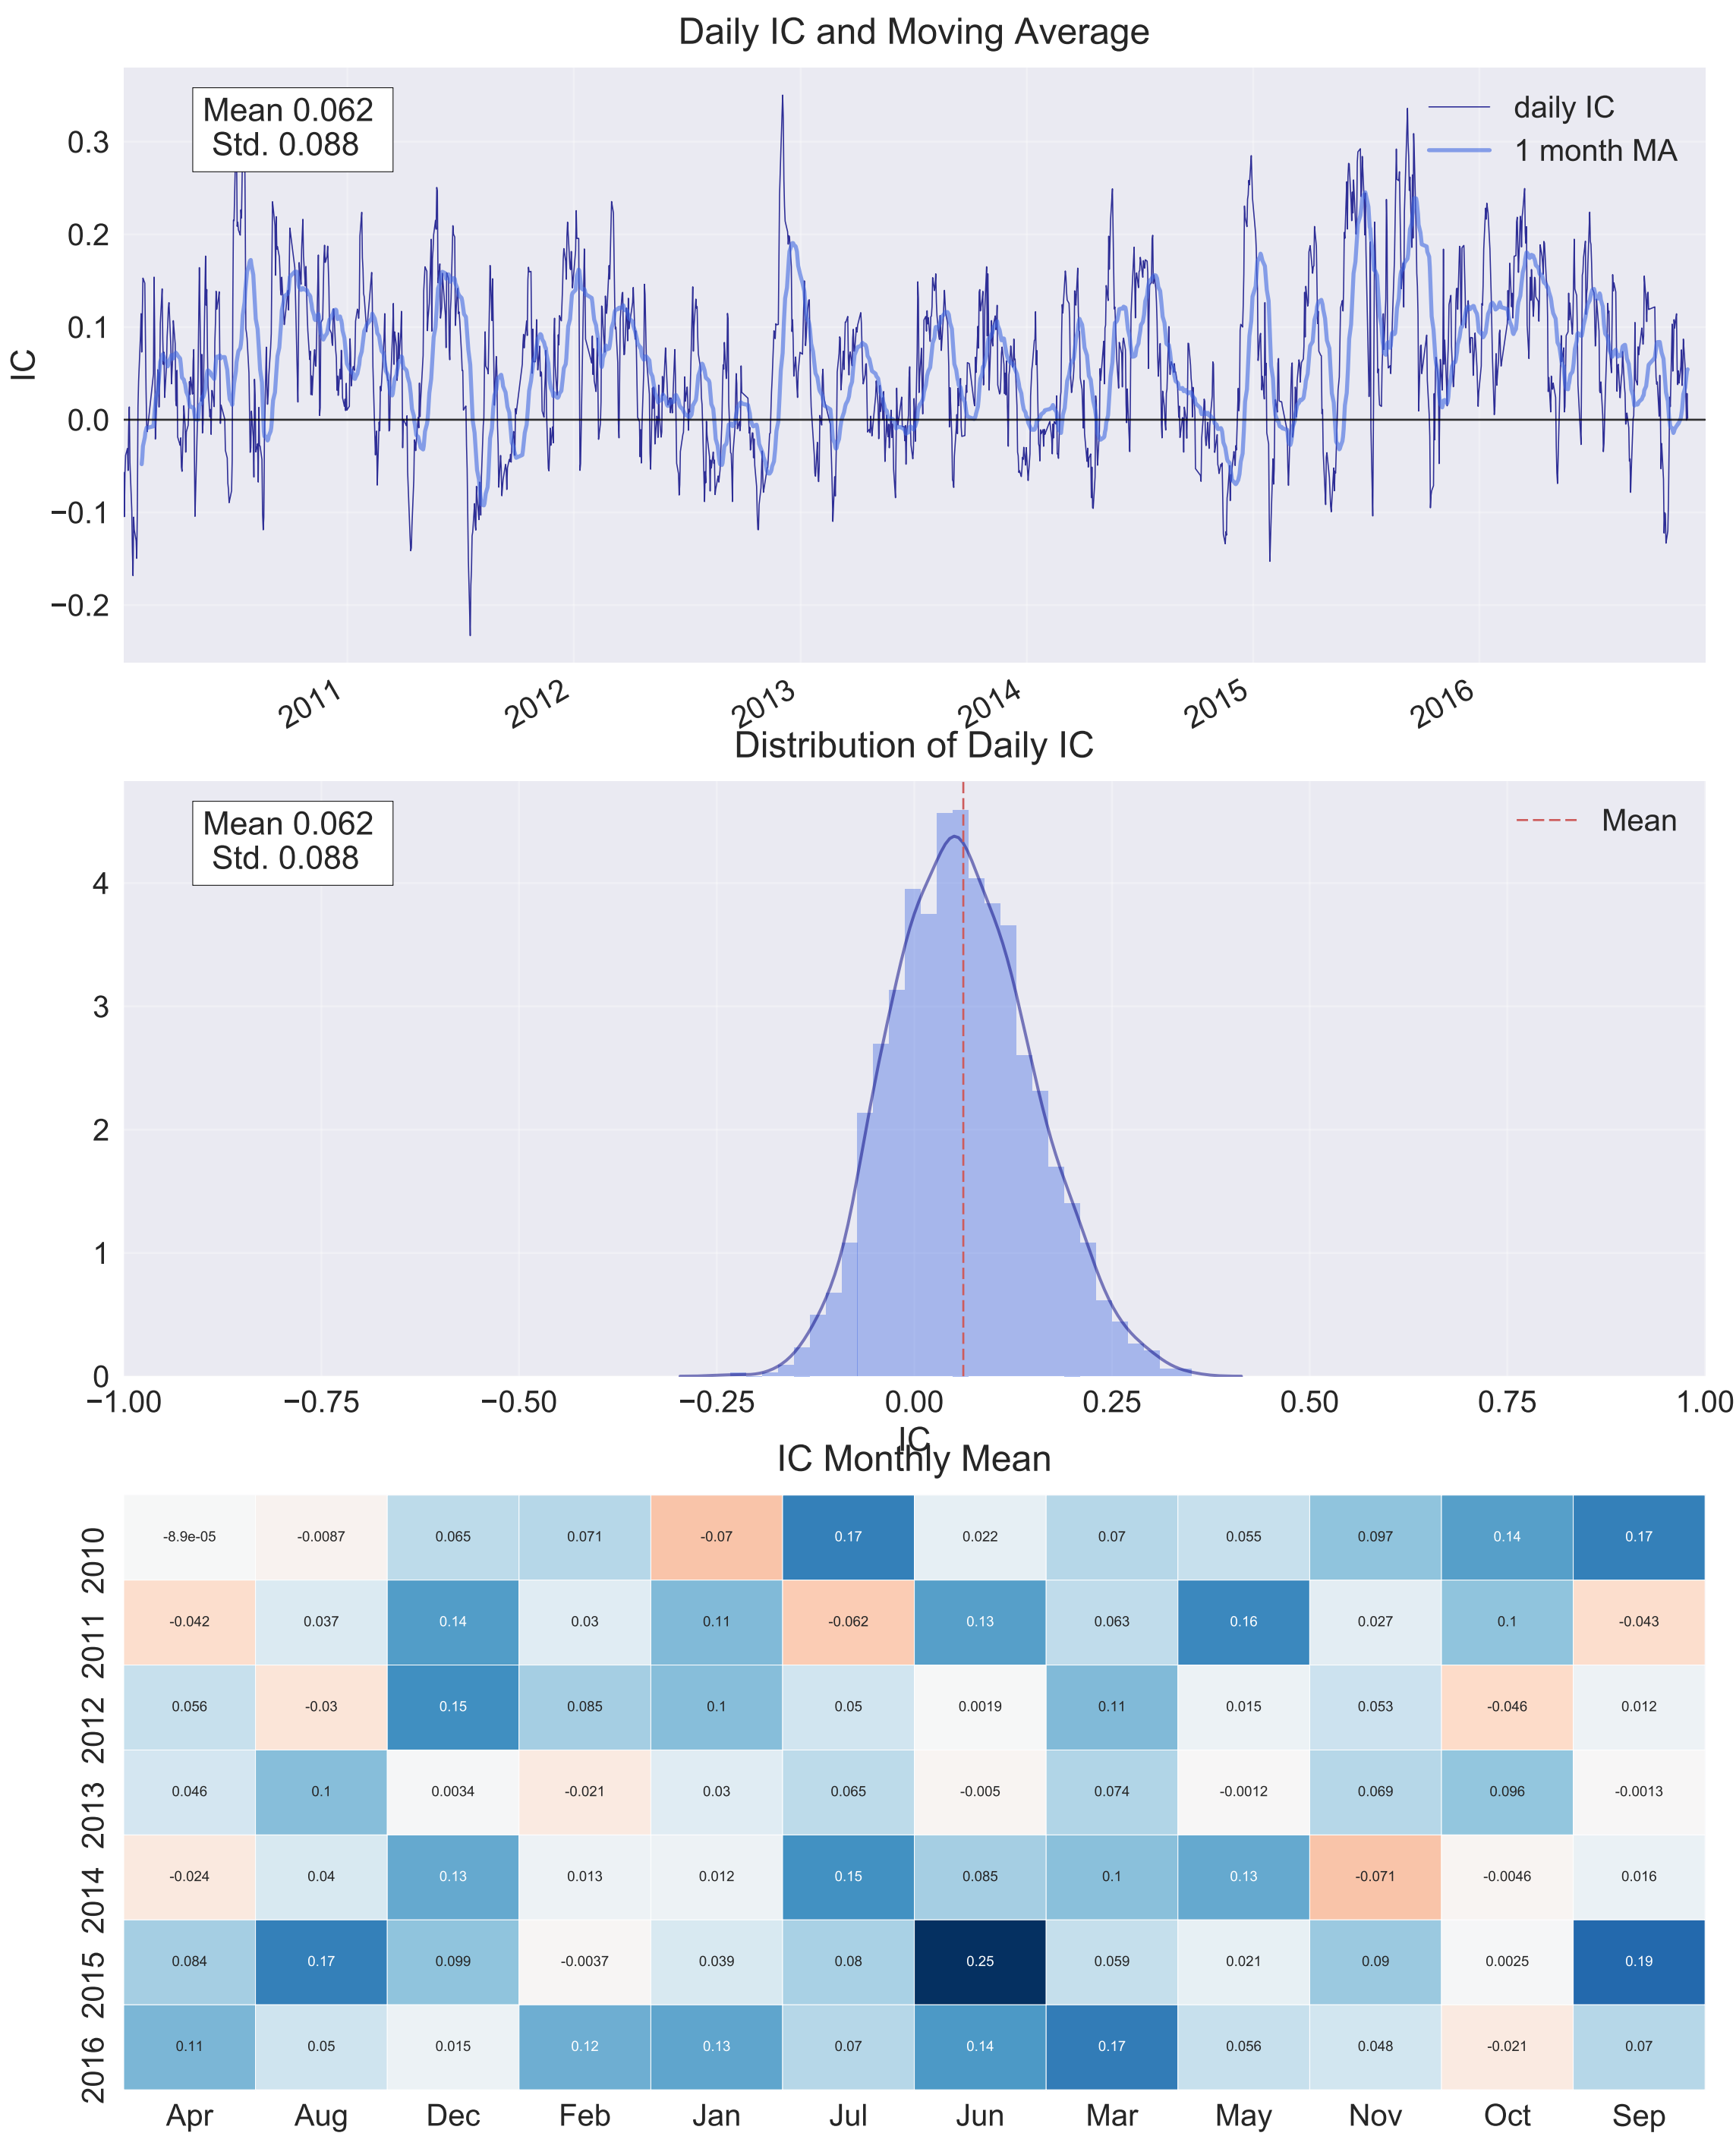 Daily IC and Moving Average
Mean 0.062
Std. 0.088
daily IC
1 month MA
IC
0.3
0.2
0.1
0.0
−0.1
−0.2
2011
2012
2013
2014
2015
2016
Distribution of Daily IC
Mean 0.062
Std. 0.088
Mean
4
3
2
1
0
−1.00 −0.75 −0.50 −0.25 0.00 0.25 0.50 0.75 1.00
IC
IC Monthly Mean
2010 -8.9e-05 -0.0087 0.065 0.071 -0.07 0.17 0.022 0.07 0.055 0.097 0.14 0.17
2011 -0.042 0.037 0.14 0.03 0.11 -0.062 0.13 0.063 0.16 0.027 0.1 -0.043
2012 0.056 -0.03 0.15 0.085 0.1 0.05 0.0019 0.11 0.015 0.053 -0.046 0.012
2013 0.046 0.1 0.0034 -0.021 0.03 0.065 -0.005 0.074 -0.0012 0.069 0.096 -0.0013
2014 -0.024 0.04 0.13 0.013 0.012 0.15 0.085 0.1 0.13 -0.071 -0.0046 0.016
2015 0.084 0.17 0.099 -0.0037 0.039 0.08 0.25 0.059 0.021 0.09 0.0025 0.19
2016 0.11 0.05 0.015 0.12 0.13 0.07 0.14 0.17 0.056 0.048 -0.021 0.07
Apr Aug Dec Feb Jan Jul Jun Mar May Nov Oct Sep